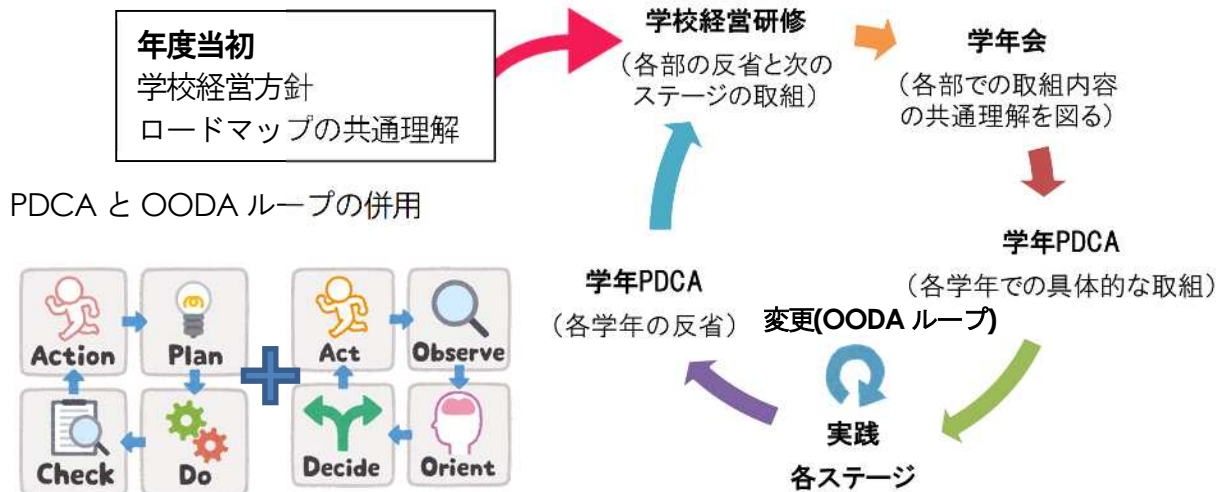 年度当初
学校経営方針
ロードマップの共通理解
学校経営研修
（各部の反省と次の
ステージの取組）
学年会
（各部での取組内容
の共通理解を図る）
学年PDCA
（各学年での具体的な取組）
変更(OODA ループ)
実践
各ステージ
学年PDCA
（各学年の反省）
PDCA と OODA ループの併用
Action
Plan
Check
Do
Act
Observe
Decide
Orient